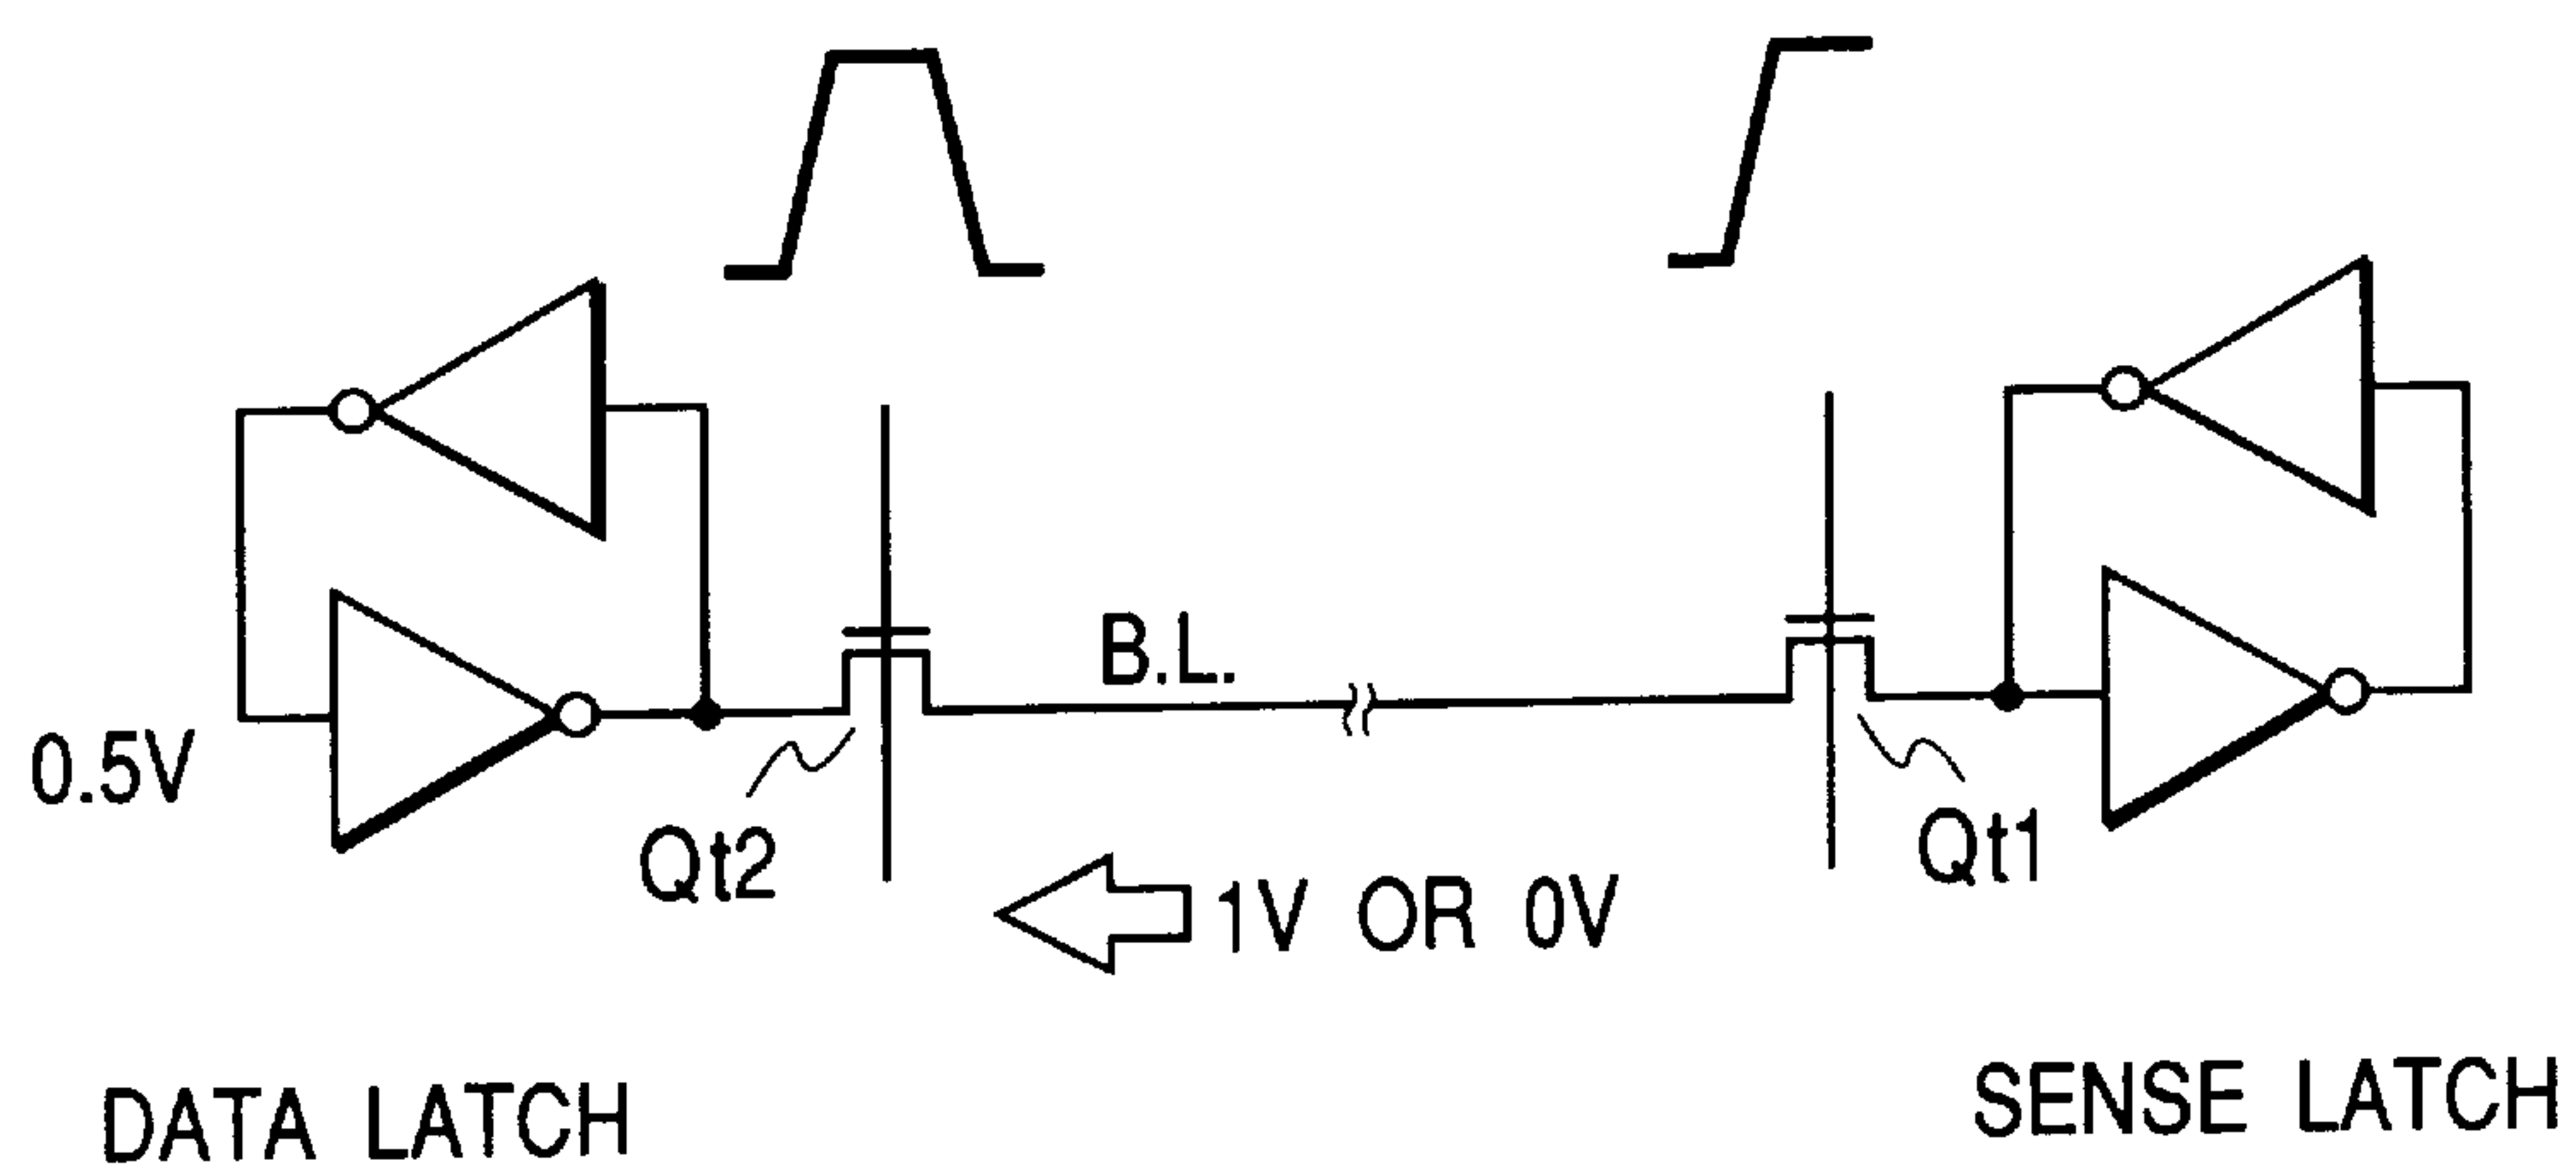 B.L.
0.5V
Qt2
Qt1
1V OR 0V
DATA LATCH
SENSE LATCH